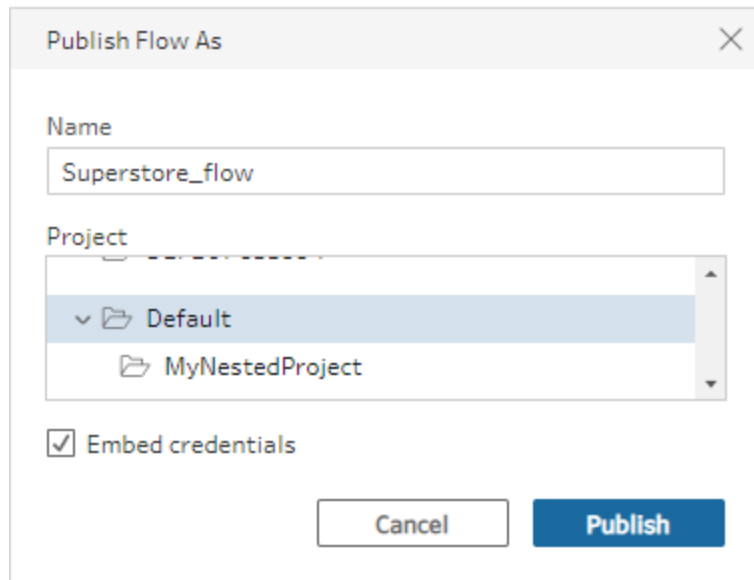 Publish Flow As
Name
Superstore_flow
Project
Default
MyNestedProject
Embed credentials
Cancel
Publish